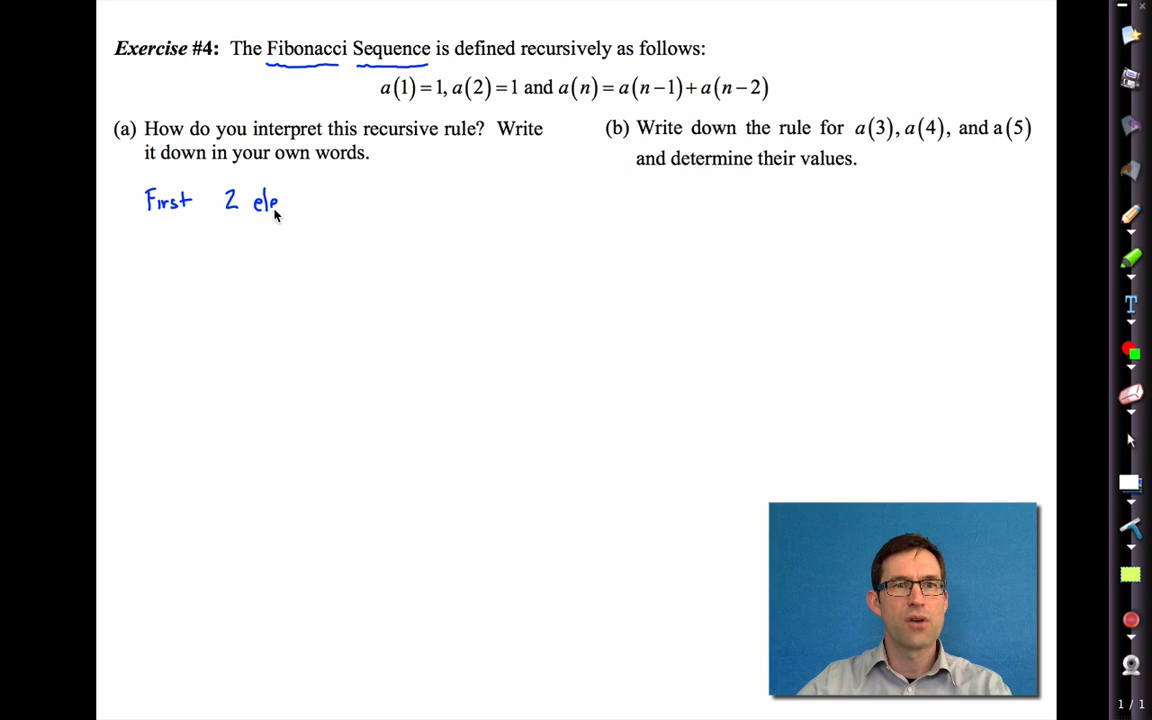 Exercise #4: The Fibonacci Sequence is defined recursively as follows:
a(1)=1, a(2)=1 and a(n)=a(n−1)+a(n−2)
(a) How do you interpret this recursive rule? Write
it down in your own words.
(b) Write down the rule for a(3), a(4), and a(5)
and determine their values.
First 2 ele
T
1 / 1